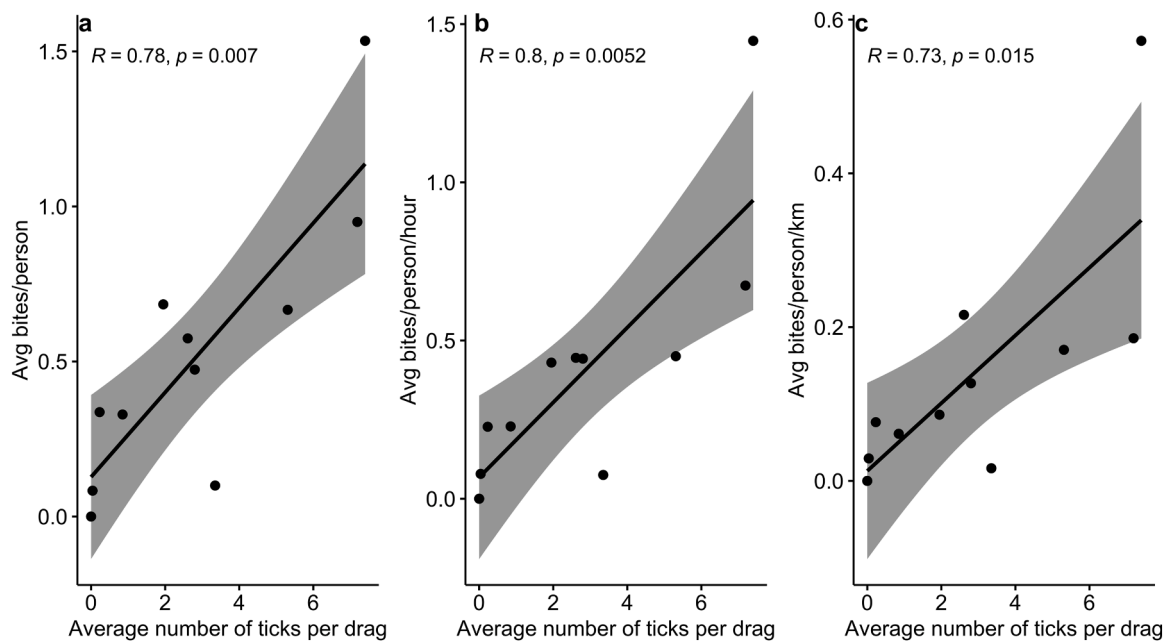 a
R = 0.78, p = 0.007
1.5
1.0
0.5
0.0
Avg bites/person
0 2 4 6
Average number of ticks per drag
b
R = 0.8, p = 0.0052
1.5
1.0
0.5
0.0
Avg bites/person/hour
0 2 4 6
Average number of ticks per drag
c
R = 0.73, p = 0.015
0.6
0.4
0.2
0.0
Avg bites/person/km
0 2 4 6
Average number of ticks per drag